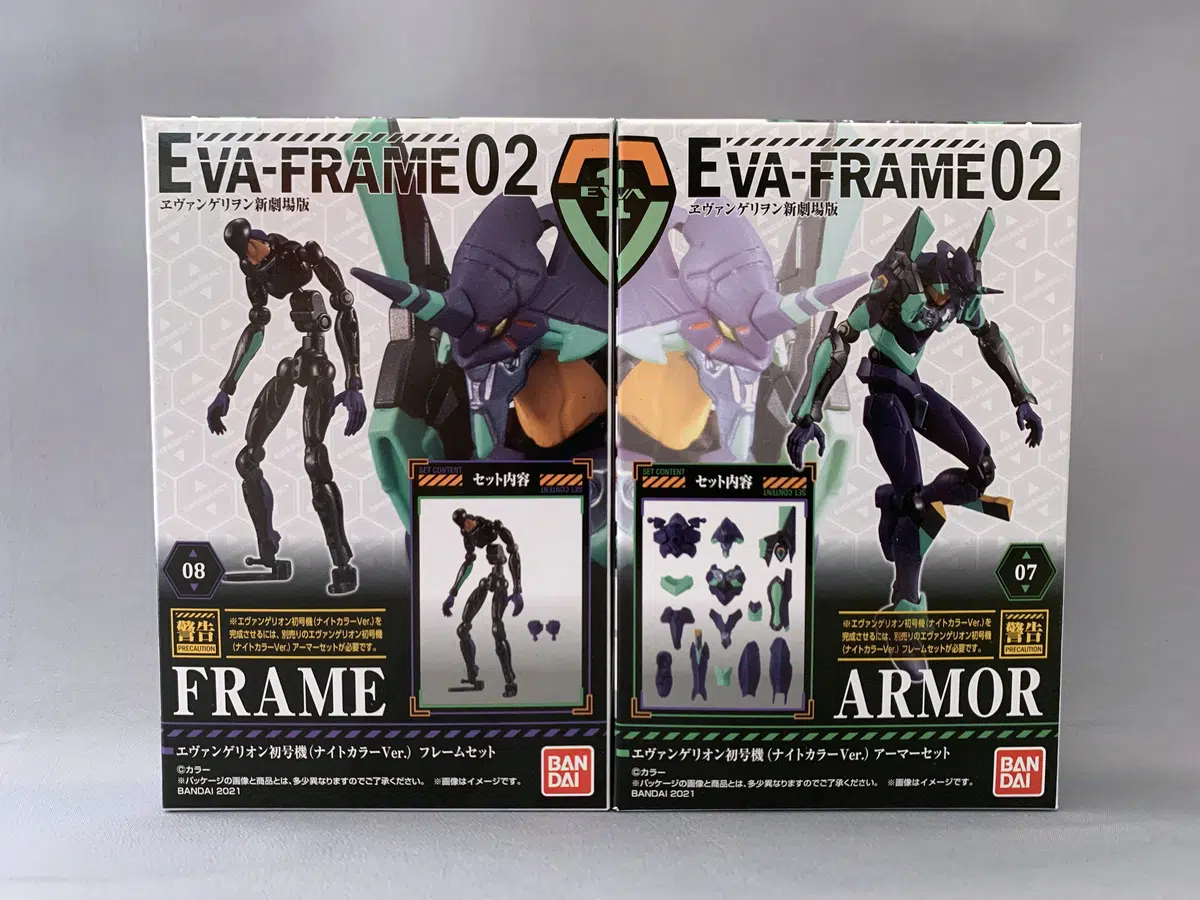 EVA-FRAME 02
ヱヴァンゲリヲン新劇場版
08
警告
PRECAUTION
※エヴァンゲリオン初号機(ナイトカラーVer.)を
完成させるには、別売りのエヴァンゲリオン初号機
(ナイトカラーVer.) アーマーセットが必要です。
FRAME
SET CONTENT
セット内容
SET CONTENT
エヴァンゲリオン初号機(ナイトカラーVer.) フレームセット
©カラー
※パッケージの画像と商品とは、多少異なりますのでご了承ください。 ※画像はイメージです。
BANDAI 2021
BAN
DAI
1
EVA
EVA-FRAME 02
ヱヴァンゲリヲン新劇場版
SET CONTENT
セット内容
SET CONTENT
07
※エヴァンゲリオン初号機(ナイトカラーVer.)を
完成させるには、別売りのエヴァンゲリオン初号機
(ナイトカラーVer.) フレームセットが必要です。
警告
PRECAUTION
ARMOR
エヴァンゲリオン初号機(ナイトカラーVer.) アーマーセット
©カラー
※パッケージの画像と商品とは、多少異なりますのでご了承ください。 ※画像はイメージです。
BANDAI 2021
BAN
DAI